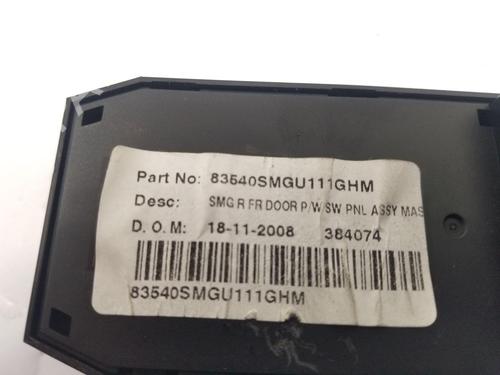 Part No: 83540SMGU111GHM
Desc: SMG R FR DOOR P/W/SW PNL ASSY MAS
D. O. M: 18-11-2008 384074
83540SMGU111GHM